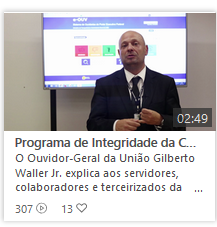 e-OUV
02:49
Programa de Integridade da C...
O Ouvidor-Geral da União Gilberto
Waller Jr. explica aos servidores,
colaboradores e terceirizados da ...
307
13